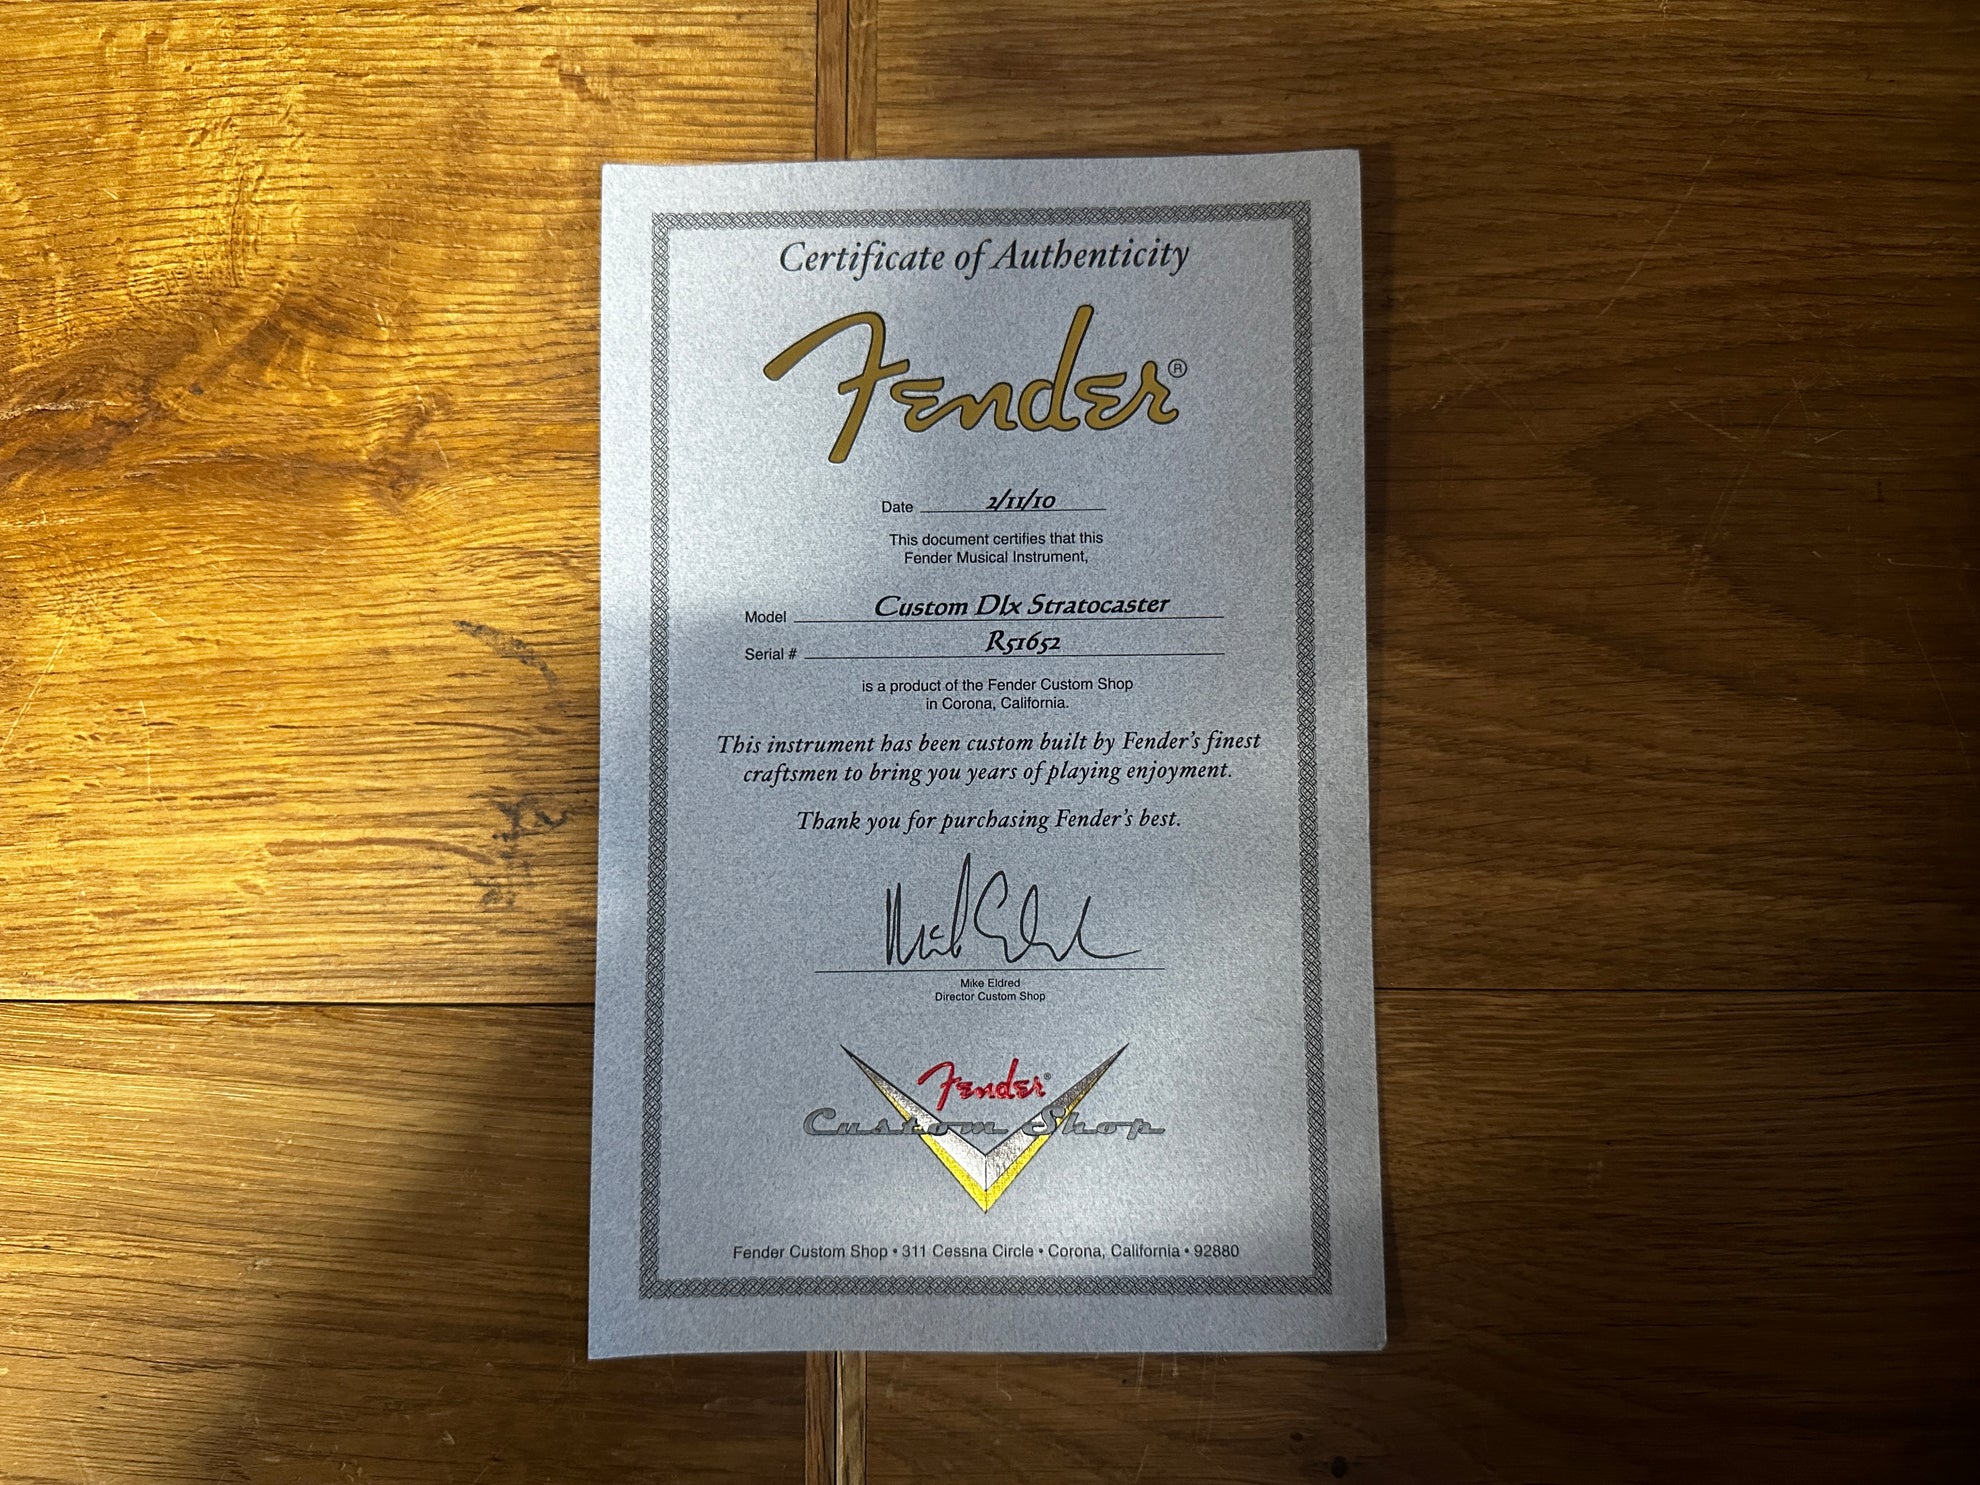 Certificate of Authenticity
Fender®
Date 2/11/10
This document certifies that this
Fender Musical Instrument,
Model Custom Dlx Stratocaster
Serial # R51652
is a product of the Fender Custom Shop
in Corona, California.
This instrument has been custom built by Fender's finest
craftsmen to bring you years of playing enjoyment.
Thank you for purchasing Fender's best.
Mike Eldred
Mike Eldred
Director Custom Shop
Fender®
Custom Shop
Fender Custom Shop • 311 Cessna Circle • Corona, California • 92880